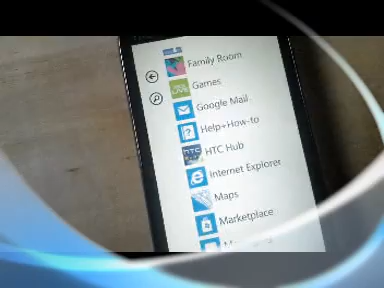 Family Room
Games
Google Mail
Help+How-to
HTC Hub
Internet Explorer
Maps
Marketplace